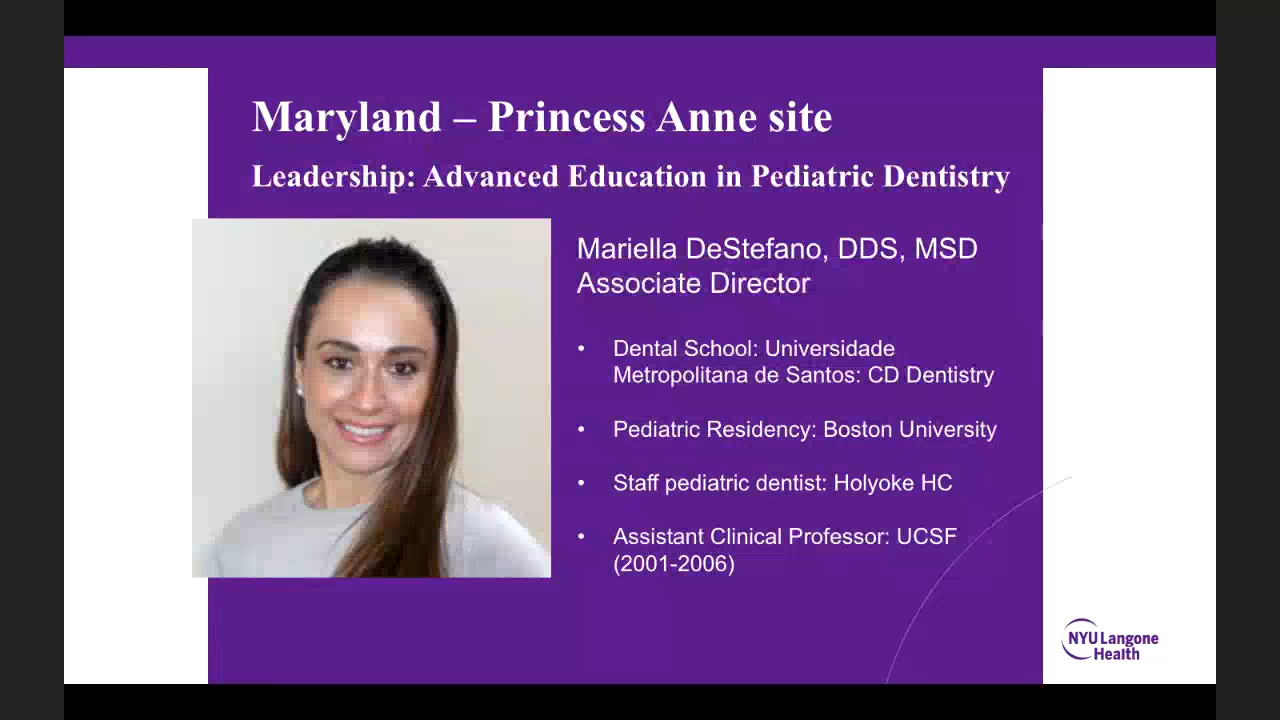 Maryland – Princess Anne site
Leadership: Advanced Education in Pediatric Dentistry
Mariella DeStefano, DDS, MSD
Associate Director
• Dental School: Universidade
Metropolitana de Santos: CD Dentistry
• Pediatric Residency: Boston University
• Staff pediatric dentist: Holyoke HC
• Assistant Clinical Professor: UCSF
(2001-2006)
NYU Langone
Health